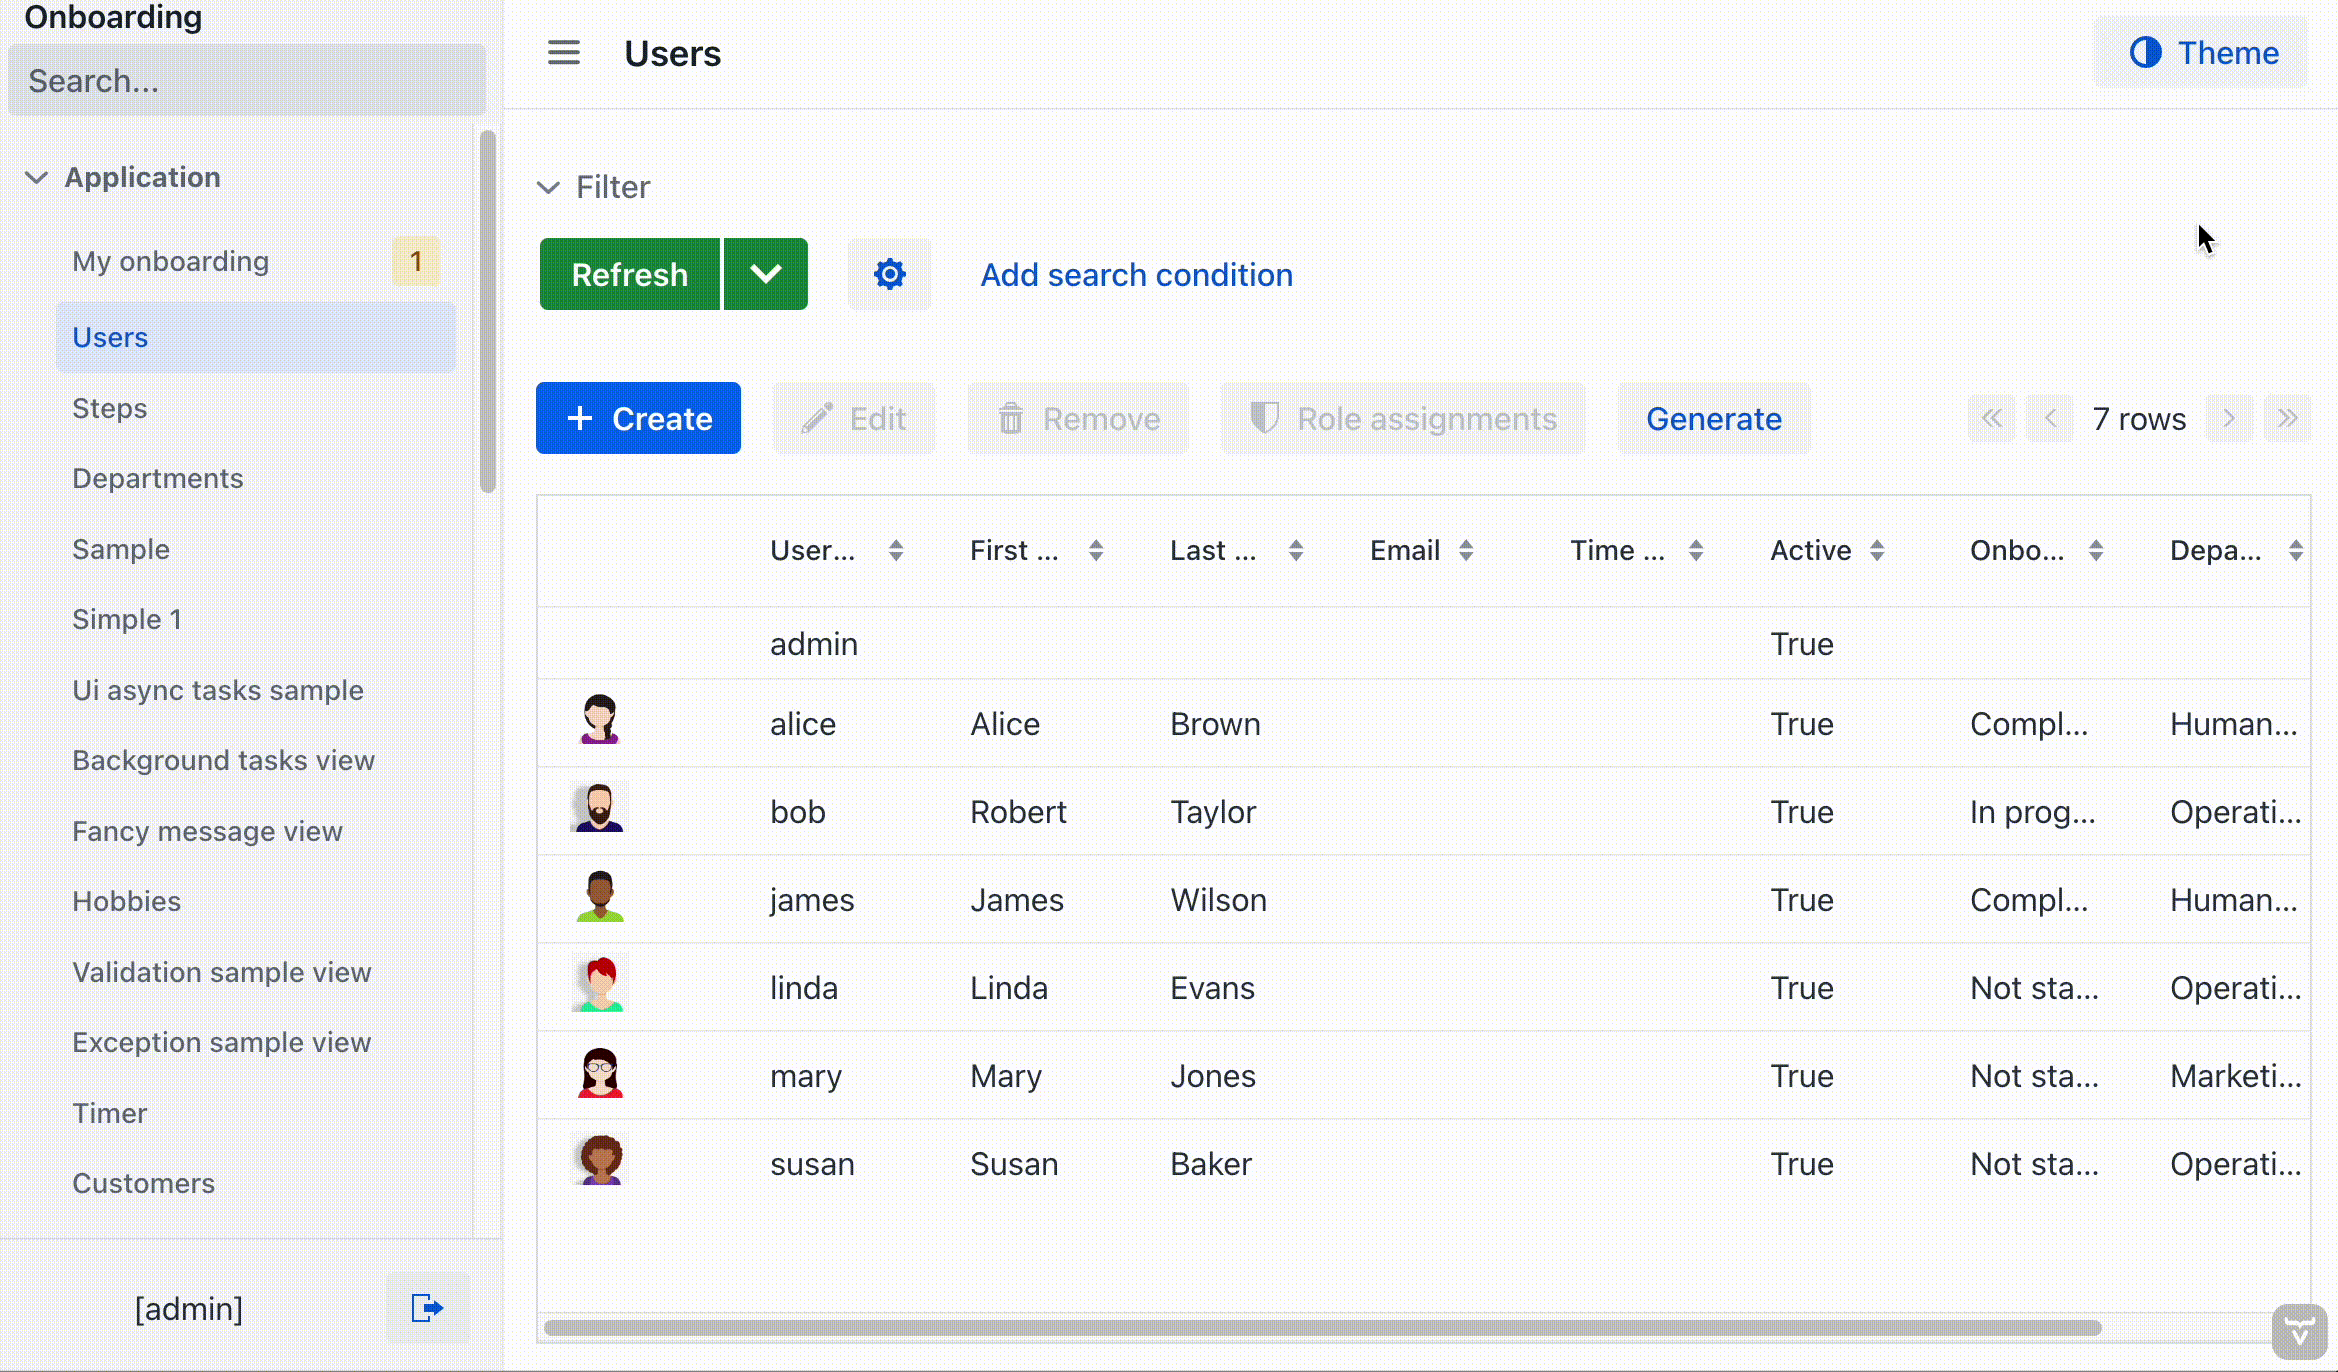 Onboarding
Search...
Application
My onboarding 1
Users
Steps
Departments
Sample
Simple 1
Ui async tasks sample
Background tasks view
Fancy message view
Hobbies
Validation sample view
Exception sample view
Timer
Customers
[admin]
Users
Theme
Filter
Refresh
Add search condition
Create Edit Remove Role assignments Generate 7 rows
User... First ... Last ... Email Time ... Active Onbo... Depa...
admin True
alice Alice Brown True Compl... Human...
bob Robert Taylor True In prog... Operati...
james James Wilson True Compl... Human...
linda Linda Evans True Not sta... Operati...
mary Mary Jones True Not sta... Marketi...
susan Susan Baker True Not sta... Operati...